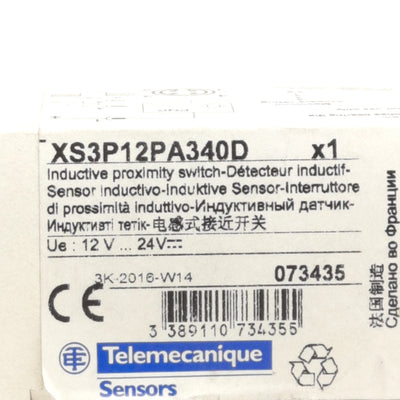 XS3P12PA340D x1
Inductive proximity switch-Détecteur inductif-
Sensor inductivo-Induktive Sensor-Interruttore
di prossimità induttivo-Индуктивный датчик-
Индуктивті тетік-电感式接近开关
Ue : 12 V ... 24V
3K-2016-W14 073435
CE
3 389110 734355
Telemecanique
Sensors
法国制造
Сделано во Франции